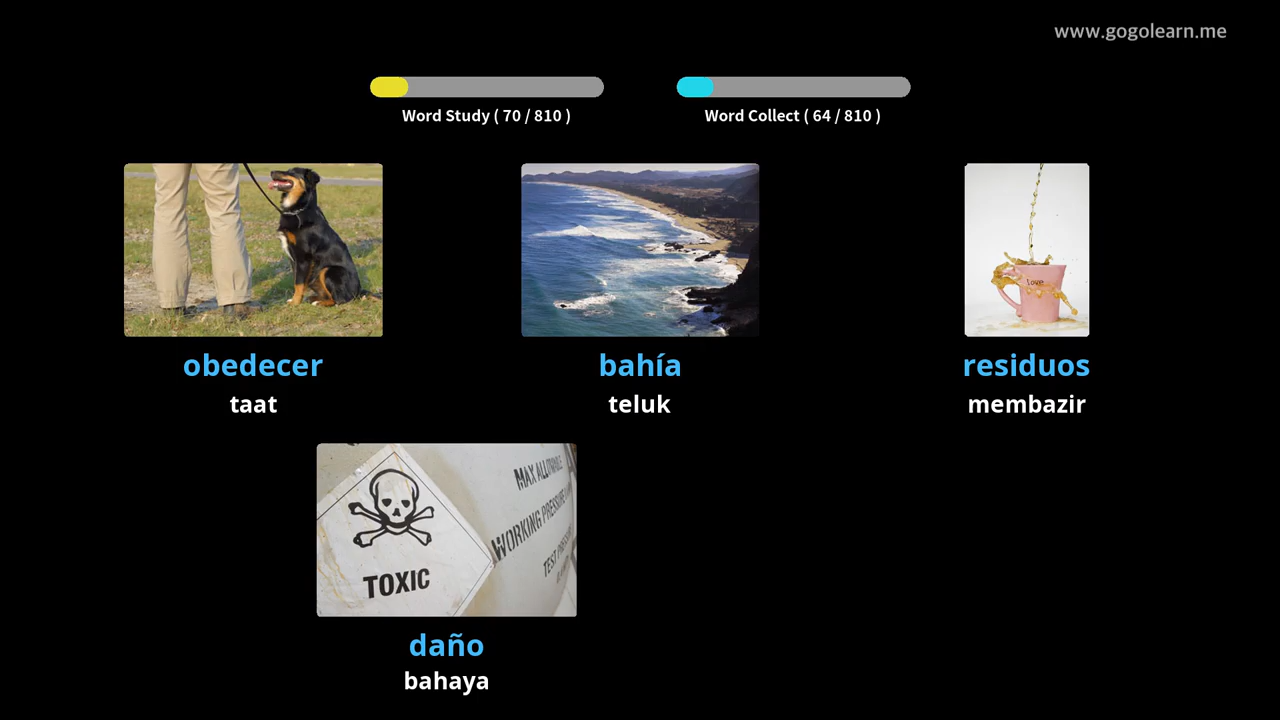 www.gogolearn.me
Word Study ( 70 / 810 )
Word Collect ( 64 / 810 )
love
obedecer
bahía
residuos
taat
teluk
membazir
TOXIC
MAX ALLOWABLE
WORKING PRESSURE
TEST PRESSURE
daño
bahaya